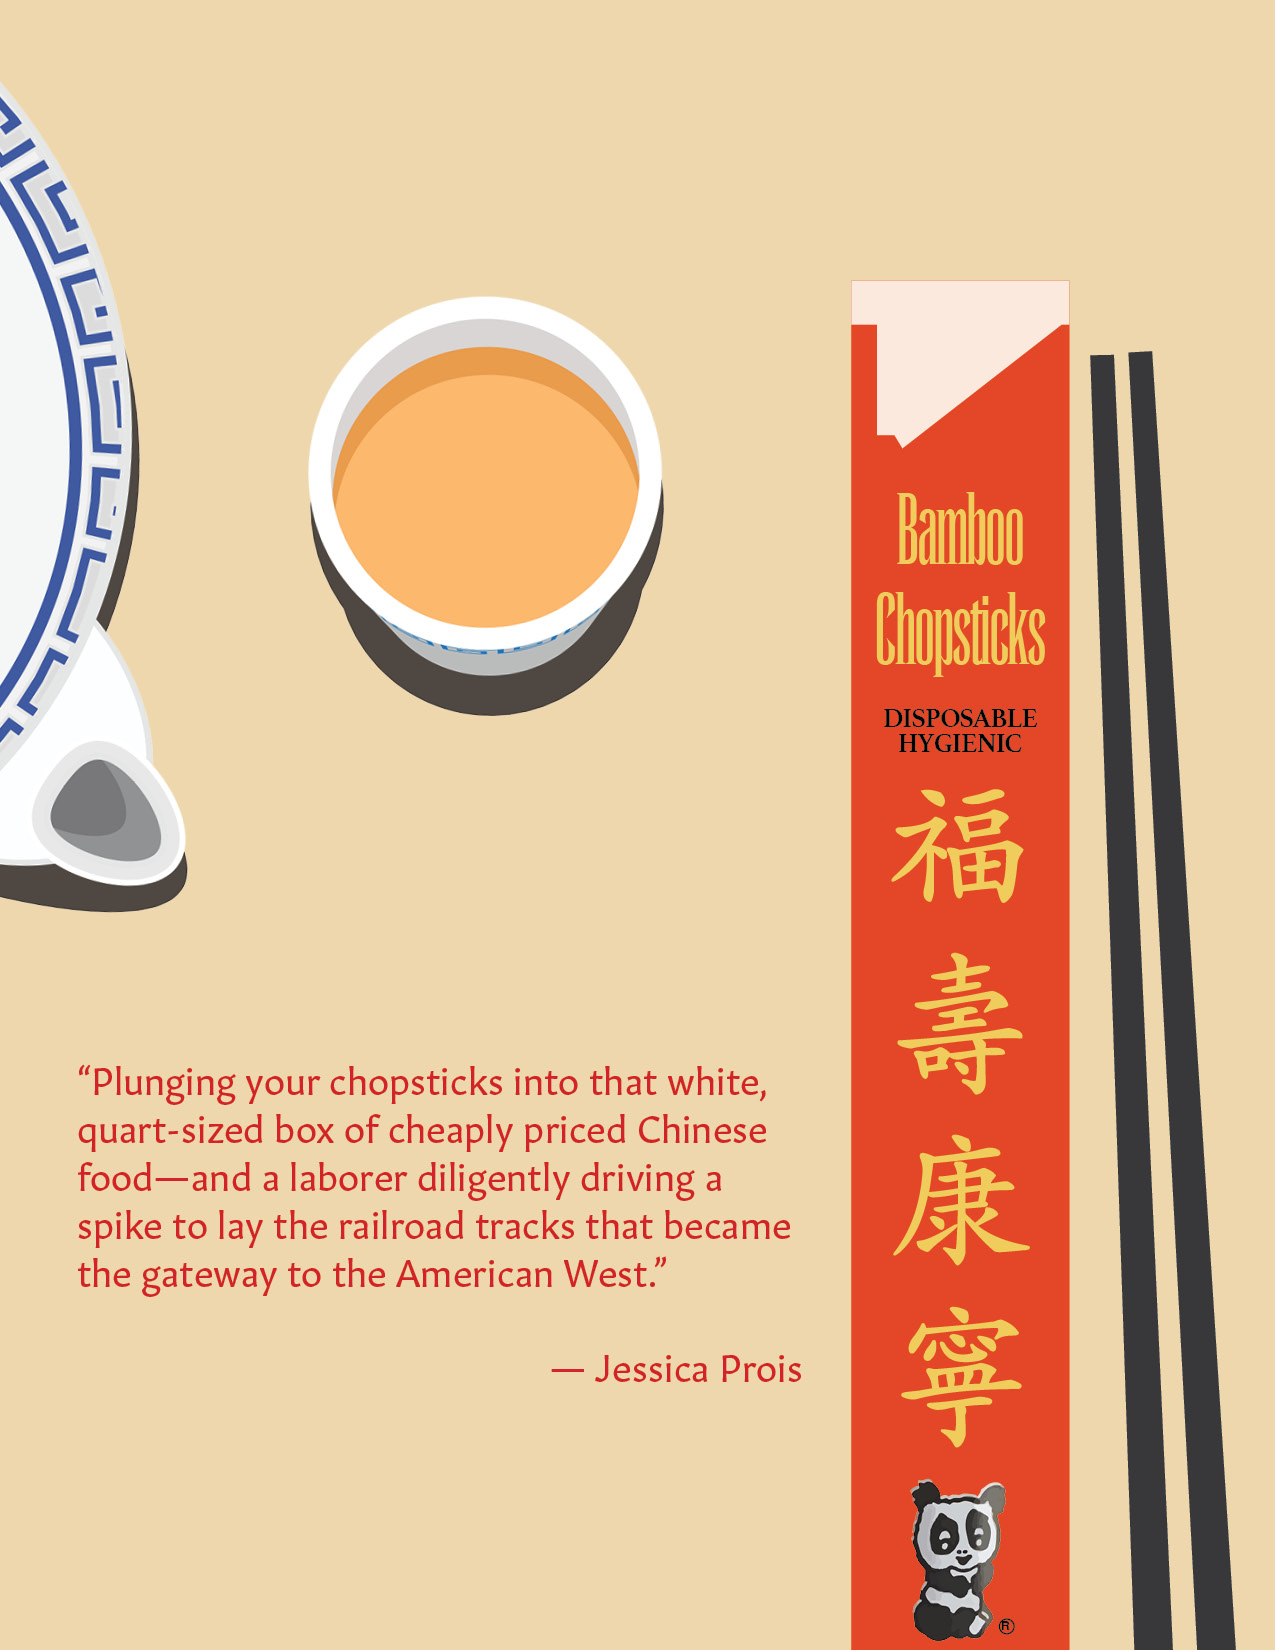 Bamboo
Chopsticks
DISPOSABLE
HYGIENIC
福
壽
康
寧
®
“Plunging your chopsticks into that white,
quart-sized box of cheaply priced Chinese
food—and a laborer diligently driving a
spike to lay the railroad tracks that became
the gateway to the American West.”
— Jessica Prois